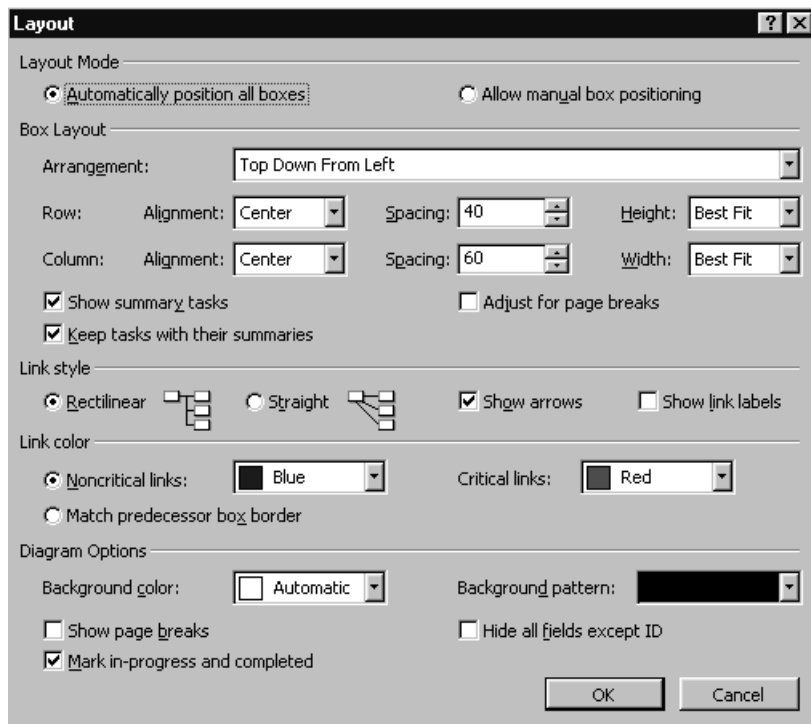 Layout
Layout Mode
Automatically position all boxes Allow manual box positioning
Box Layout
Arrangement: Top Down From Left
Row: Alignment: Center Spacing: 40 Height: Best Fit
Column: Alignment: Center Spacing: 60 Width: Best Fit
Show summary tasks Adjust for page breaks
Keep tasks with their summaries
Link style
Rectilinear Straight Show arrows Show link labels
Link color
Noncritical links: Blue Critical links: Red
Match predecessor box border
Diagram Options
Background color: Automatic Background pattern:
Show page breaks Hide all fields except ID
Mark in-progress and completed
OK Cancel